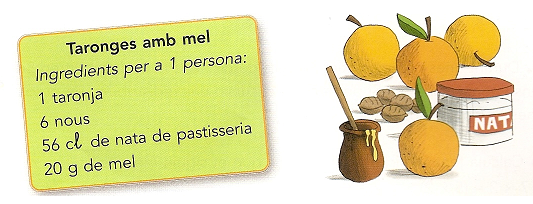 Taronges amb mel
Ingredients per a 1 persona:
1 taronja
6 nous
56 cl de nata de pastisseria
20 g de mel
NAT